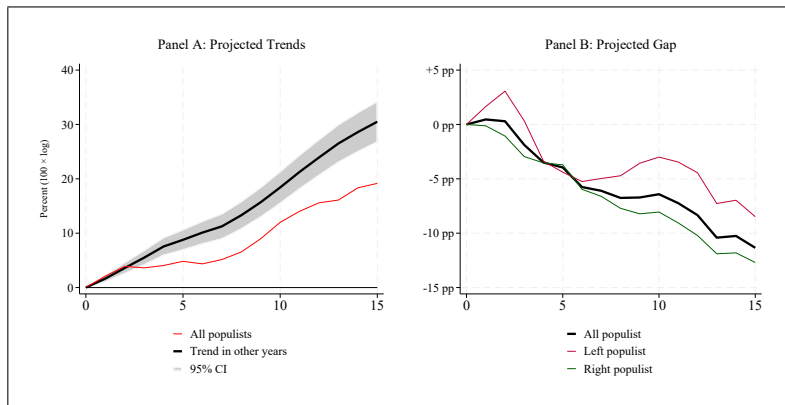 Panel A: Projected Trends
Percent (100 × log)
40
30
20
10
0
0 5 10 15
All populists
Trend in other years
95% CI
Panel B: Projected Gap
+5 pp
0 pp
-5 pp
-10 pp
-15 pp
0 5 10 15
All populist
Left populist
Right populist